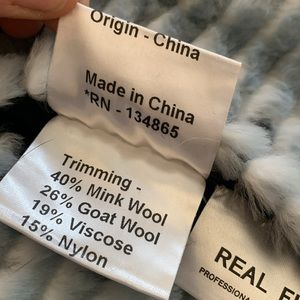 Origin - China
Made in China
*RN - 134865
Trimming -
40% Mink Wool
26% Goat Wool
19% Viscose
15% Nylon
REAL
PROFESSIONAL